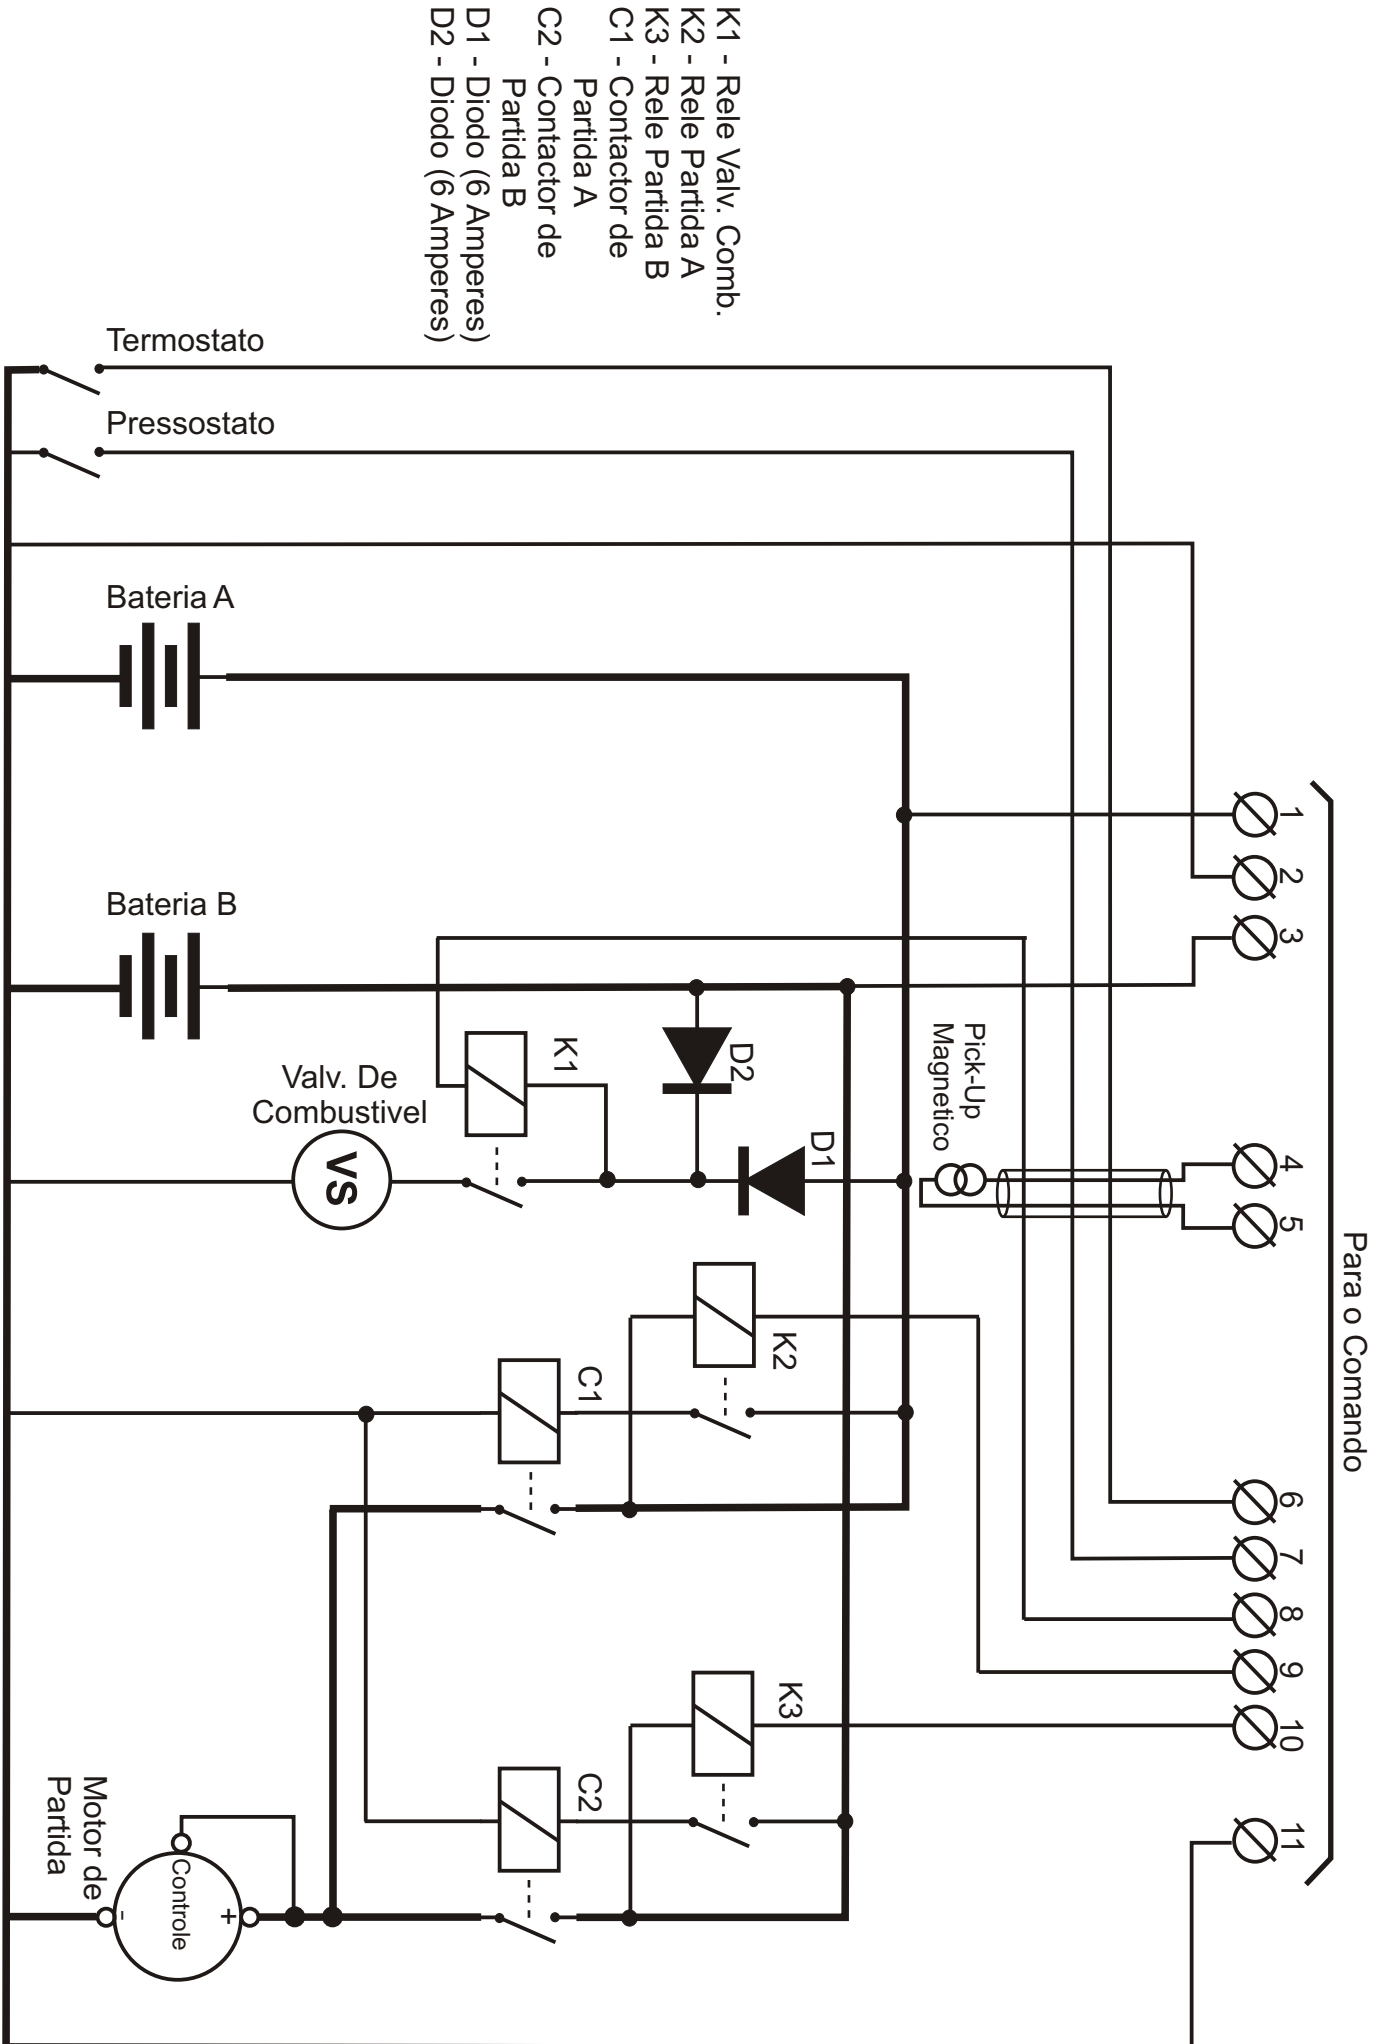 K1 - Rele Valv. Comb.
K2 - Rele Partida A
K3 - Rele Partida B
C1 - Contactor de
Partida A
C2 - Contactor de
Partida B
D1 - Diodo (6 Amperes)
D2 - Diodo (6 Amperes)
Termostato
Pressostato
Bateria A
Bateria B
Para o Comando
1
2
3
4
5
6
7
8
9
10
11
Pick-Up
Magnetico
D1
D2
K1
Valv. De
Combustivel
VS
K2
C1
K3
C2
Motor de
Partida
Controle
+
-